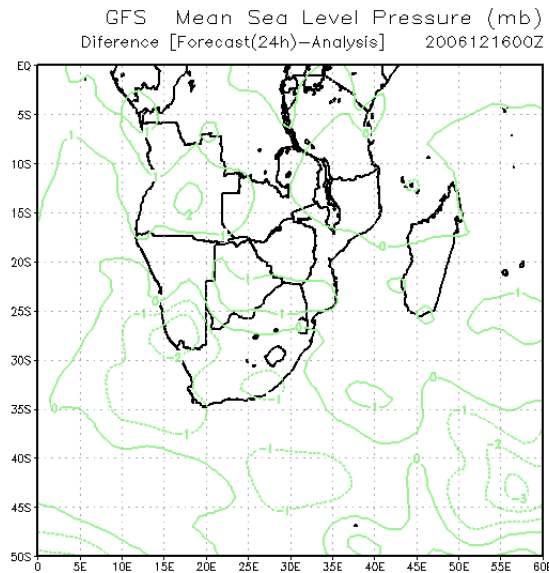 GFS Mean Sea Level Pressure (mb)
Diference [Forecast(24h)−Analysis] 2006121600Z
EQ
5S
10S
15S
20S
25S
30S
35S
40S
45S
50S
0 5E 10E 15E 20E 25E 30E 35E 40E 45E 50E 55E 60E